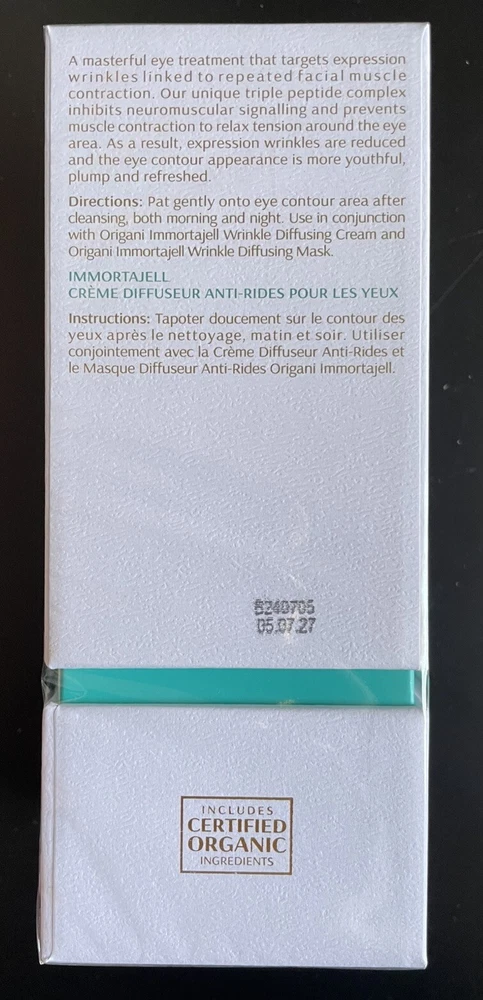 A masterful eye treatment that targets expression
wrinkles linked to repeated facial muscle
contraction. Our unique triple peptide complex
inhibits neuromuscular signalling and prevents
muscle contraction to relax tension around the eye
area. As a result, expression wrinkles are reduced
and the eye contour appearance is more youthful,
plump and refreshed.
Directions: Pat gently onto eye contour area after
cleansing, both morning and night. Use in conjunction
with Origani Immortajell Wrinkle Diffusing Cream and
Origani Immortajell Wrinkle Diffusing Mask.
IMMORTAJELL
CRÈME DIFFUSEUR ANTI-RIDES POUR LES YEUX
Instructions: Tapoter doucement sur le contour des
yeux après le nettoyage, matin et soir. Utiliser
conjointement avec la Crème Diffuseur Anti-Rides et
le Masque Diffuseur Anti-Rides Origani Immortajell.
05.07.27
INCLUDES
CERTIFIED
ORGANIC
INGREDIENTS